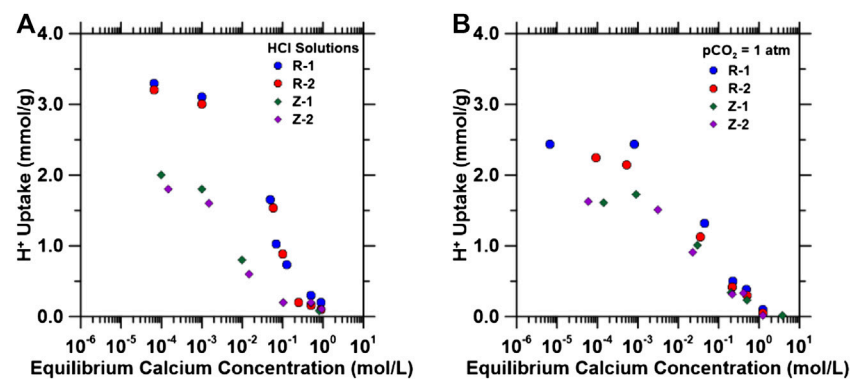 A
HCl Solutions
R-1
R-2
Z-1
Z-2
4.0
3.0
2.0
1.0
0.0
H⁺ Uptake (mmol/g)
10⁻⁶ 10⁻⁵ 10⁻⁴ 10⁻³ 10⁻² 10⁻¹ 10⁰ 10¹
Equilibrium Calcium Concentration (mol/L)
B
pCO₂ = 1 atm
R-1
R-2
Z-1
Z-2
4.0
3.0
2.0
1.0
0.0
H⁺ Uptake (mmol/g)
10⁻⁶ 10⁻⁵ 10⁻⁴ 10⁻³ 10⁻² 10⁻¹ 10⁰ 10¹
Equilibrium Calcium Concentration (mol/L)